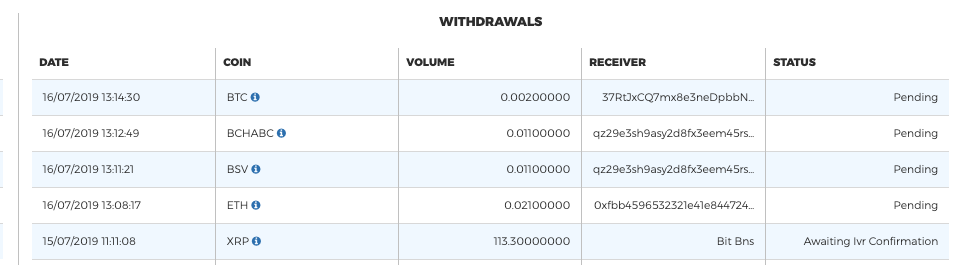 WITHDRAWALS
DATE COIN VOLUME RECEIVER STATUS
16/07/2019 13:14:30 BTC 0.00200000 37RtJxCQ7mx8e3neDpbbN... Pending
16/07/2019 13:12:49 BCHABC 0.01100000 qz29e3sh9asy2d8fx3eem45rs... Pending
16/07/2019 13:11:21 BSV 0.01100000 qz29e3sh9asy2d8fx3eem45rs... Pending
16/07/2019 13:08:17 ETH 0.02100000 0xfbb4596532321e41e844724... Pending
15/07/2019 11:11:08 XRP 113.30000000 Bit Bns Awaiting Ivr Confirmation